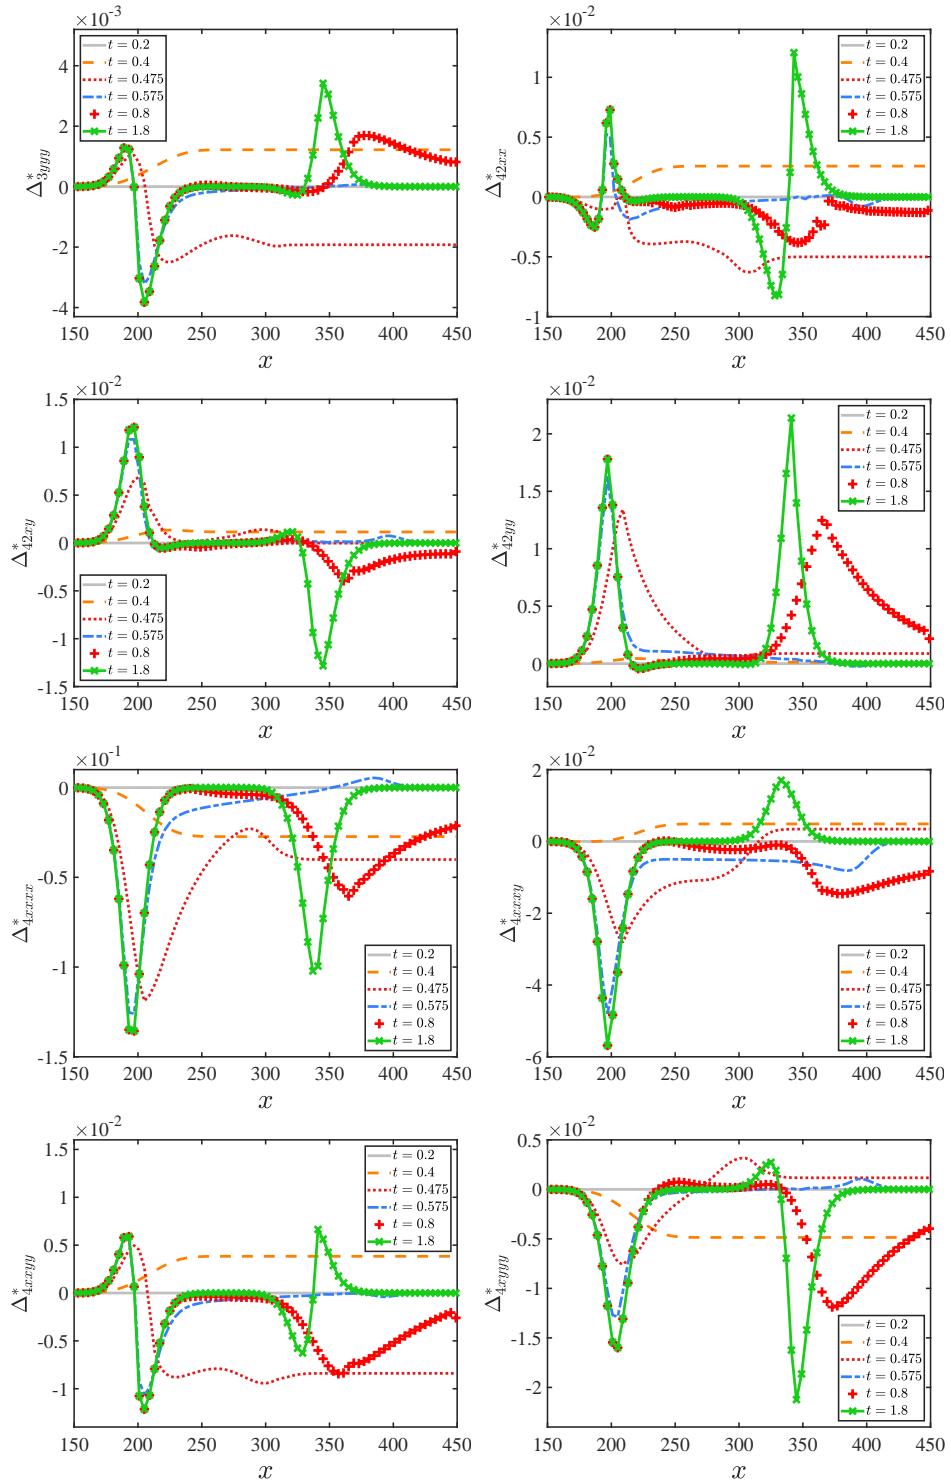 ×10⁻³
Δ*₃yyy
4
2
0
-2
-4
t = 0.2
t = 0.4
t = 0.475
t = 0.575
t = 0.8
t = 1.8
150 200 250 300 350 400 450
x
×10⁻²
Δ*₄₂xx
1
0.5
0
-0.5
-1
t = 0.2
t = 0.4
t = 0.475
t = 0.575
t = 0.8
t = 1.8
150 200 250 300 350 400 450
x
×10⁻²
Δ*₄₂xy
1.5
1
0.5
0
-0.5
-1
-1.5
t = 0.2
t = 0.4
t = 0.475
t = 0.575
t = 0.8
t = 1.8
150 200 250 300 350 400 450
x
×10⁻²
Δ*₄₂yy
2
1.5
1
0.5
0
t = 0.2
t = 0.4
t = 0.475
t = 0.575
t = 0.8
t = 1.8
150 200 250 300 350 400 450
x
×10⁻¹
Δ*₄xxxx
0
-0.5
-1
-1.5
t = 0.2
t = 0.4
t = 0.475
t = 0.575
t = 0.8
t = 1.8
150 200 250 300 350 400 450
x
×10⁻²
Δ*₄xxxy
2
0
-2
-4
-6
t = 0.2
t = 0.4
t = 0.475
t = 0.575
t = 0.8
t = 1.8
150 200 250 300 350 400 450
x
×10⁻²
Δ*₄xxyy
1.5
1
0.5
0
-0.5
-1
t = 0.2
t = 0.4
t = 0.475
t = 0.575
t = 0.8
t = 1.8
150 200 250 300 350 400 450
x
×10⁻²
Δ*₄xyyy
0.5
0
-0.5
-1
-1.5
-2
t = 0.2
t = 0.4
t = 0.475
t = 0.575
t = 0.8
t = 1.8
150 200 250 300 350 400 450
x